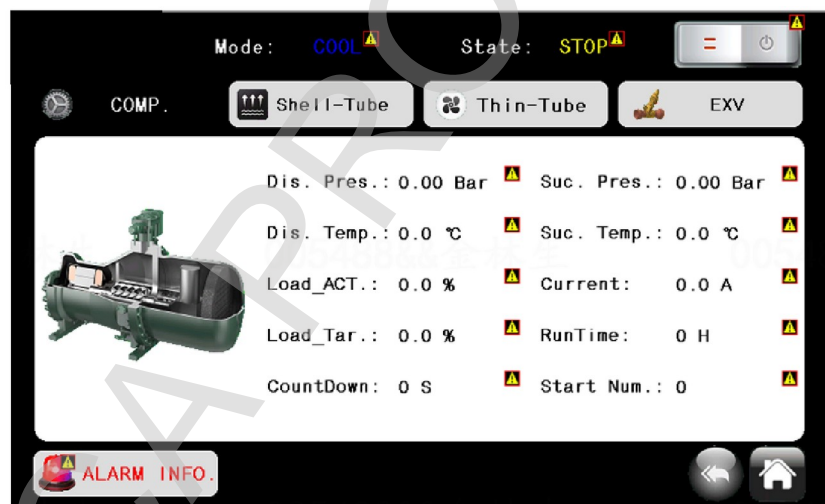 Mode: COOL State: STOP
COMP. Shell-Tube Thin-Tube EXV
Dis. Pres.: 0.00 Bar Suc. Pres.: 0.00 Bar
Dis. Temp.: 0.0 ℃ Suc. Temp.: 0.0 ℃
Load_ACT.: 0.0 % Current: 0.0 A
Load_Tar.: 0.0 % RunTime: 0 H
CountDown: 0 S Start Num.: 0
ALARM INFO.